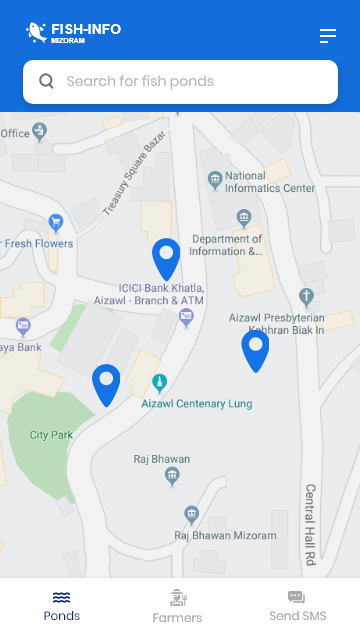 FISH-INFO
MIZORAM
Search for fish ponds
Office
Treasury Square Bazar
National
Informatics Center
Department of
Information &...
r Fresh Flowers
ICICI Bank Khatla,
Aizawl - Branch & ATM
Aizawl Presbyterian
Kohhran Biak In
aya Bank
Aizawl Centenary Lung
City Park
Raj Bhawan
Central Hall Rd
Raj Bhawan Mizoram
Ponds
Farmers
Send SMS